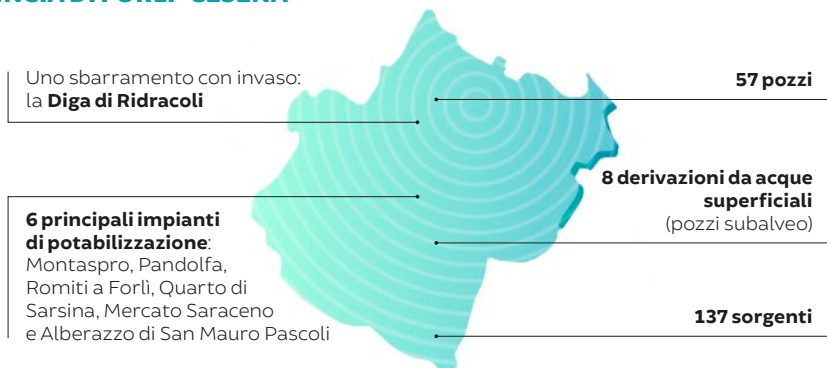 Uno sbarramento con invaso:
la Diga di Ridracoli
57 pozzi
8 derivazioni da acque
superficiali
(pozzi subalveo)
6 principali impianti
di potabilizzazione:
Montaspro, Pandolfa,
Romiti a Forlì, Quarto di
Sarsina, Mercato Saraceno
e Alberazzo di San Mauro Pascoli
137 sorgenti